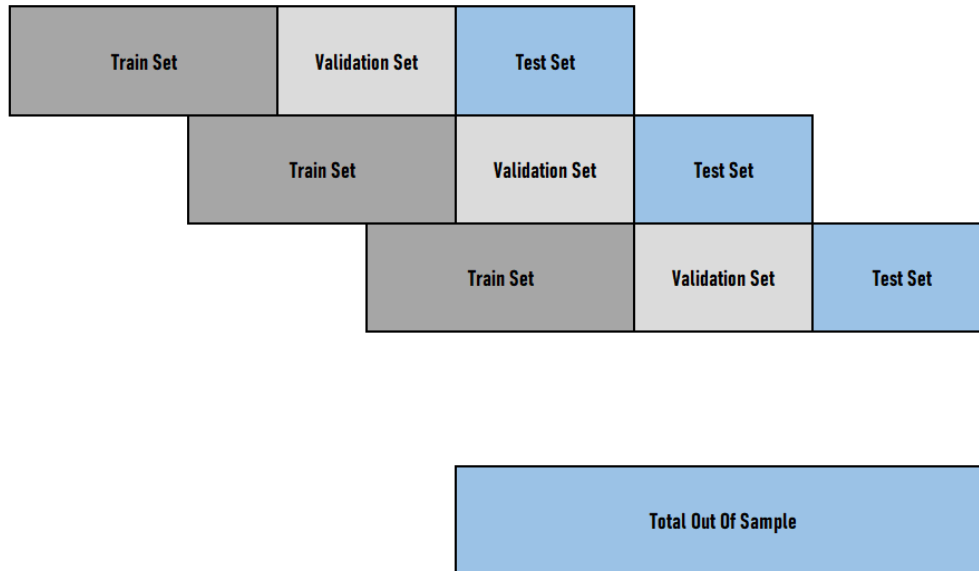 Train Set
Validation Set
Test Set
Train Set
Validation Set
Test Set
Train Set
Validation Set
Test Set
Total Out Of Sample